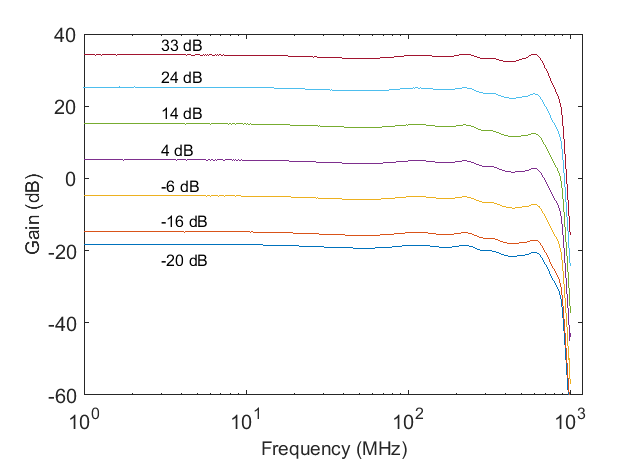 40
33 dB
24 dB
20
14 dB
4 dB
0
-6 dB
-16 dB
-20
-20 dB
-40
-60
Gain (dB)
10^0 10^1 10^2 10^3
Frequency (MHz)